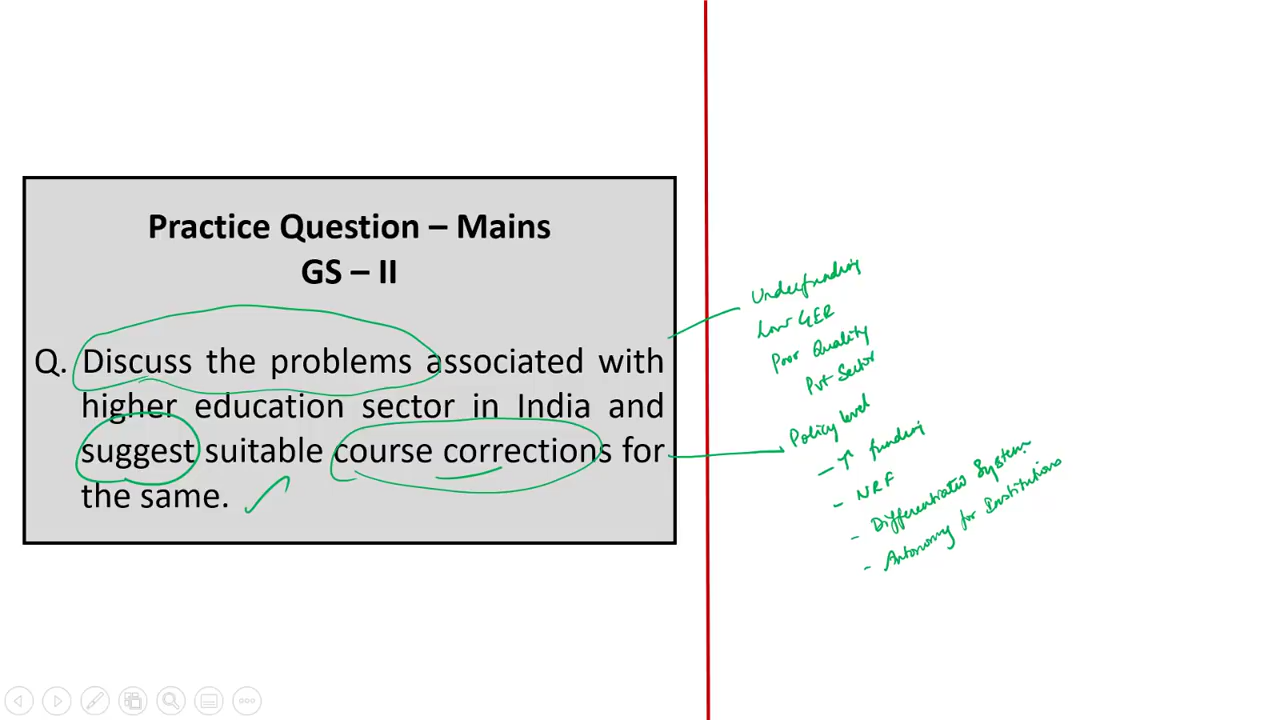 Practice Question – Mains
GS – II
Q. Discuss the problems associated with
higher education sector in India and
suggest suitable course corrections for
the same.
Underfunding
Low GER
Poor Quality
Pvt Sector
Policy level
– ↑ funding
– NRF
– Differentiated System
– Autonomy for Institutions